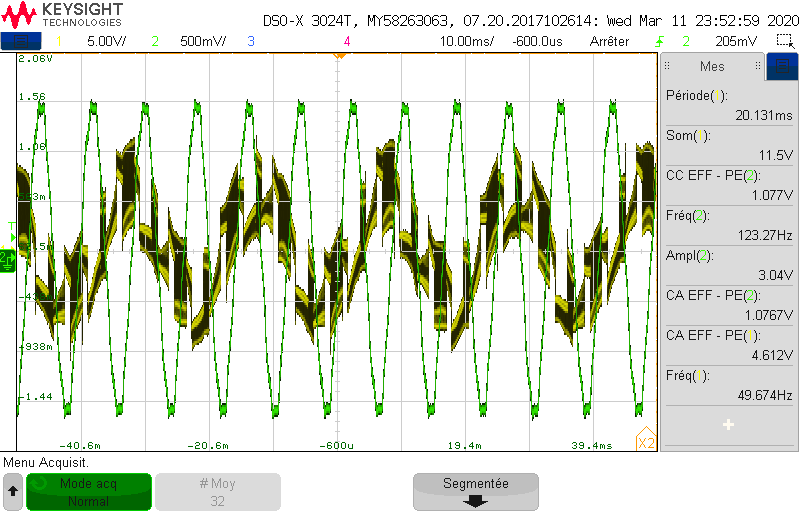 KEYSIGHT
TECHNOLOGIES
DSO-X 3024T, MY58263063, 07.20.2017102614: Wed Mar 11 23:52:59 2020
1 5.00V/ 2 500mV/ 3 4 10.00ms/ -600.0us Arrêter 2 205mV
2.06V
1.56
1.06
-1.44
-40.6m -20.6m -600u 19.4m 39.4ms
X2
Mes
Période( ):
20.131ms
Som(1):
11.5V
CC EFF - PE(2):
1.077V
Fréq(2):
123.27Hz
Ampl(2):
3.04V
CA EFF - PE(2):
1.0767V
CA EFF - PE(1):
4.612V
Fréq( ):
49.674Hz
Menu Acquisit.
Mode acq
Normal
# Moy
32
Segmentée